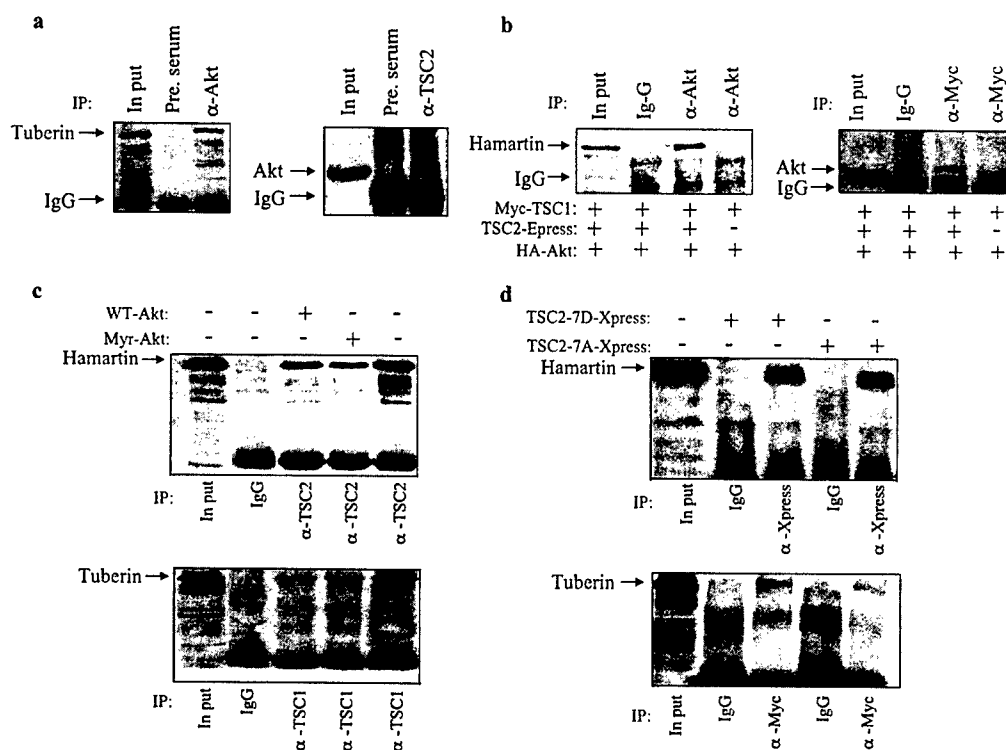 a
IP:
In put
Pre. serum
α-Akt
Tuberin
IgG
In put
Pre. serum
α-TSC2
Akt
IgG
b
IP:
In put
Ig-G
α-Akt
α-Akt
Hamartin
IgG
Myc-TSC1 + + + +
TSC2-Epress: + + + -
HA-Akt: + + + +
In put
Ig-G
α-Myc
α-Myc
Akt
IgG
+ + + +
+ + + -
+ + + +
c
WT-Akt: - - + - -
Myr-Akt: - - - + -
Hamartin
IP:
In put
IgG
α-TSC2
α-TSC2
α-TSC2
Tuberin
IP:
In put
IgG
α-TSC1
α-TSC1
α-TSC1
d
TSC2-7D-Xpress: - + + - -
TSC2-7A-Xpress: - - - + +
Hamartin
IP:
In put
IgG
α-Xpress
IgG
α-Xpress
Tuberin
IP:
In put
IgG
α-Myc
IgG
α-Myc